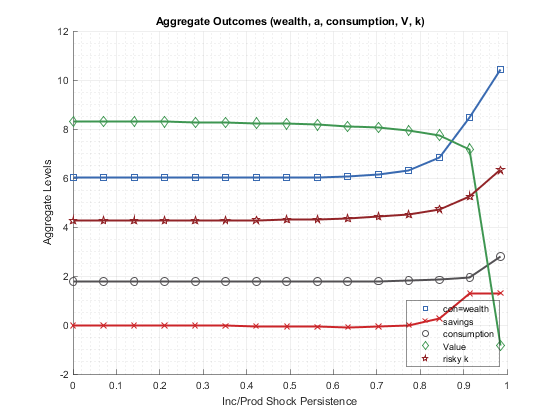 Aggregate Outcomes (wealth, a, consumption, V, k)
12
10
8
6
4
2
0
-2
Aggregate Levels
coh=wealth
savings
consumption
Value
risky k
0 0.1 0.2 0.3 0.4 0.5 0.6 0.7 0.8 0.9 1
Inc/Prod Shock Persistence